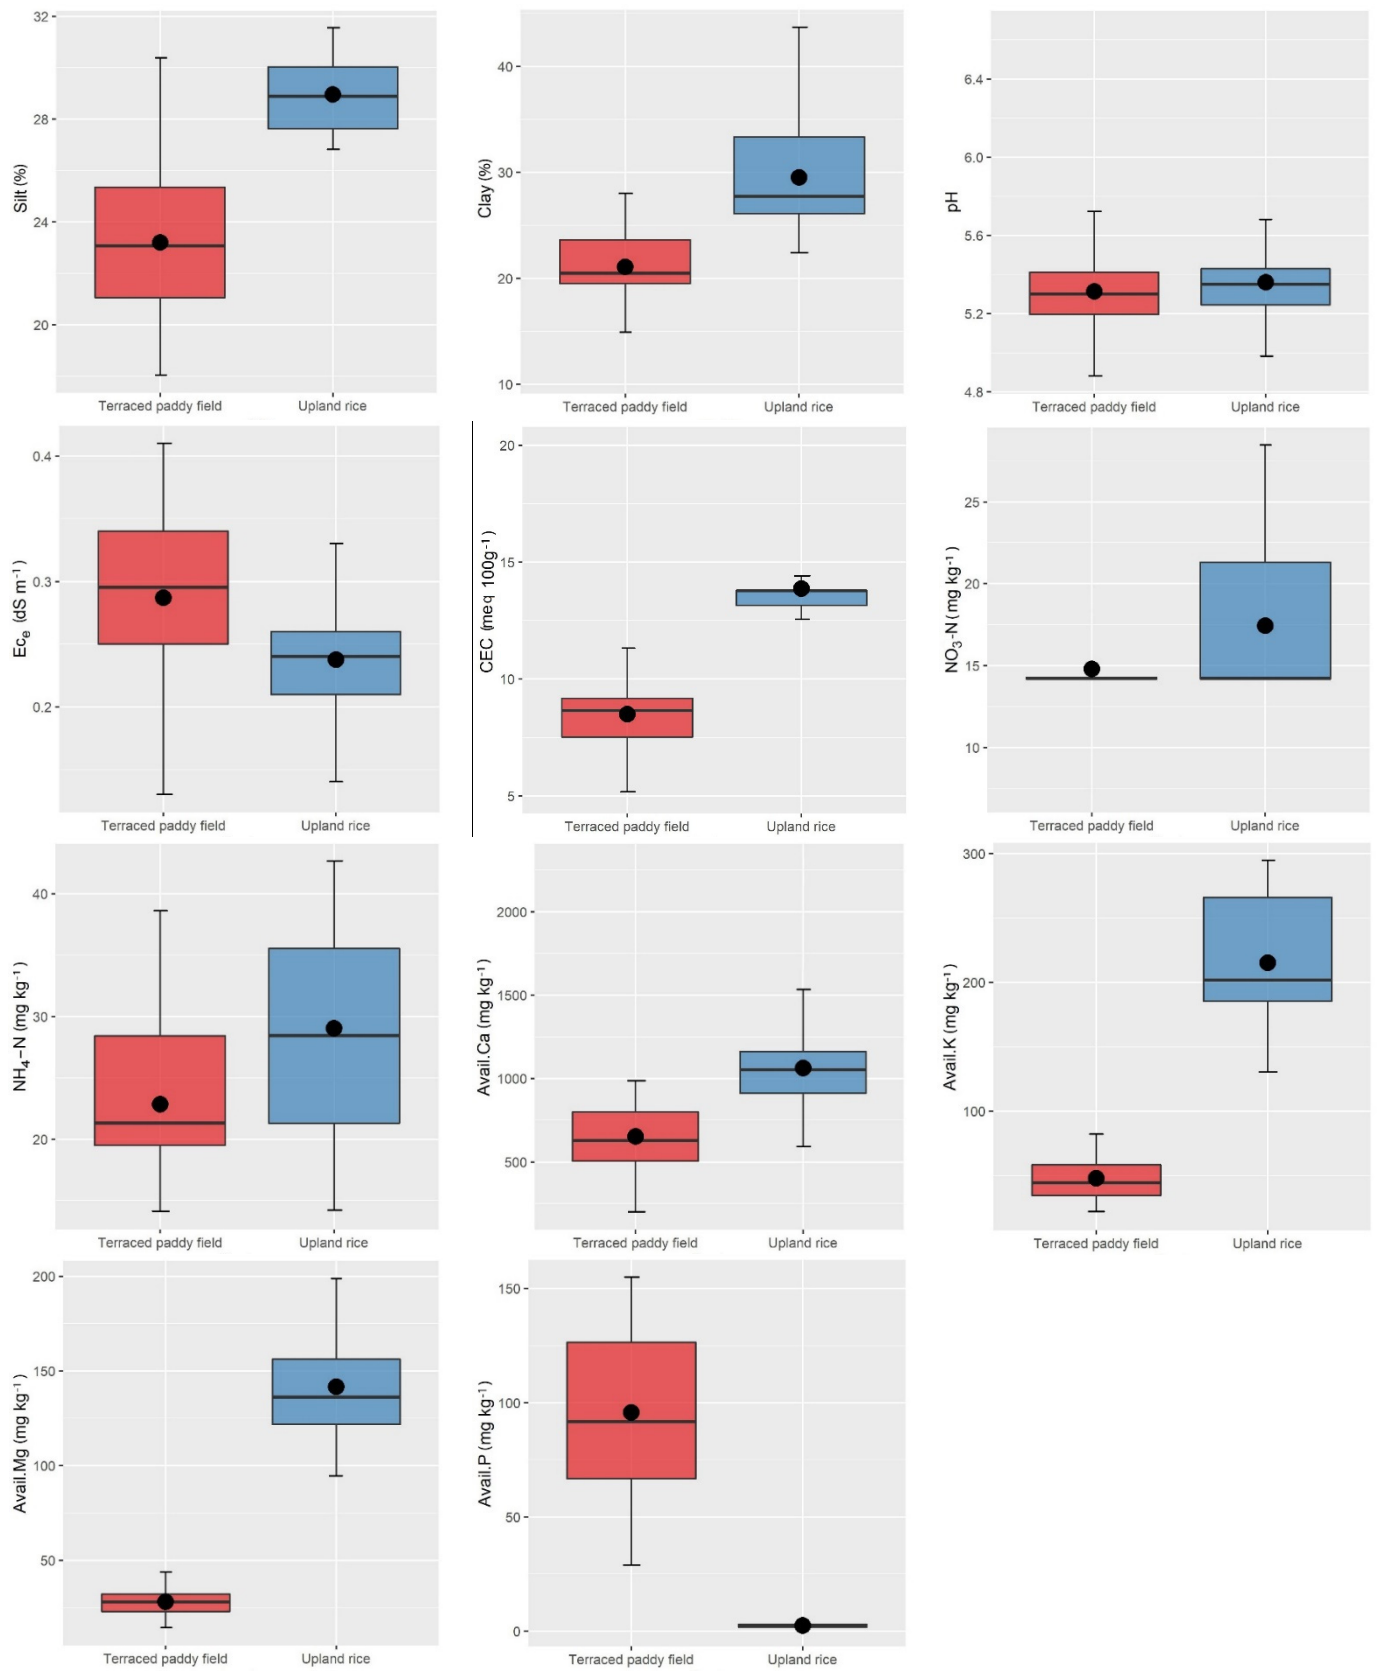 Silt (%)
32
28
24
20
Terraced paddy field Upland rice
Clay (%)
40
30
20
10
Terraced paddy field Upland rice
pH
6.4
6.0
5.6
5.2
4.8
Terraced paddy field Upland rice
Ecₑ (dS m⁻¹)
0.4
0.3
0.2
Terraced paddy field Upland rice
CEC (meq 100g⁻¹)
20
15
10
5
Terraced paddy field Upland rice
NO₃-N (mg kg⁻¹)
25
20
15
10
Terraced paddy field Upland rice
NH₄–N (mg kg⁻¹)
40
30
20
Terraced paddy field Upland rice
Avail.Ca (mg kg⁻¹)
2000
1500
1000
500
Terraced paddy field Upland rice
Avail.K (mg kg⁻¹)
300
200
100
Terraced paddy field Upland rice
Avail.Mg (mg kg⁻¹)
200
150
100
50
Terraced paddy field Upland rice
Avail.P (mg kg⁻¹)
150
100
50
0
Terraced paddy field Upland rice